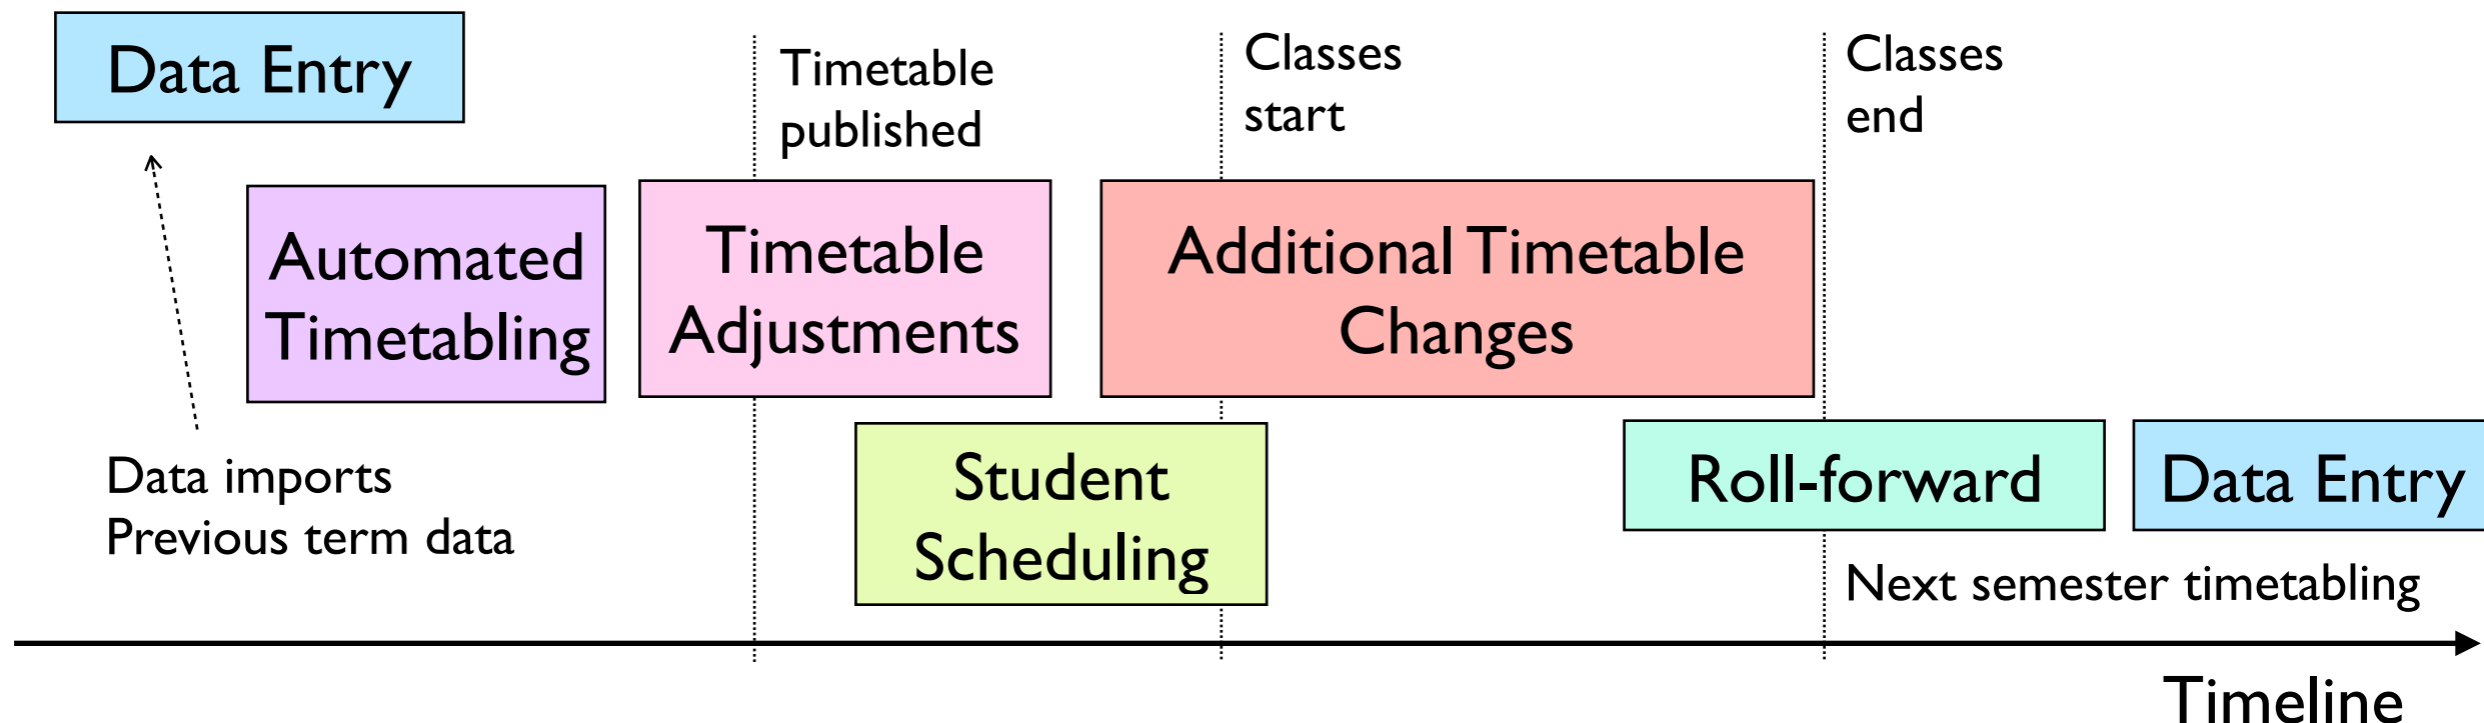 Data Entry
Timetable
published
Classes
start
Classes
end
Automated
Timetabling
Timetable
Adjustments
Additional Timetable
Changes
Data imports
Previous term data
Student
Scheduling
Roll-forward
Data Entry
Next semester timetabling
Timeline